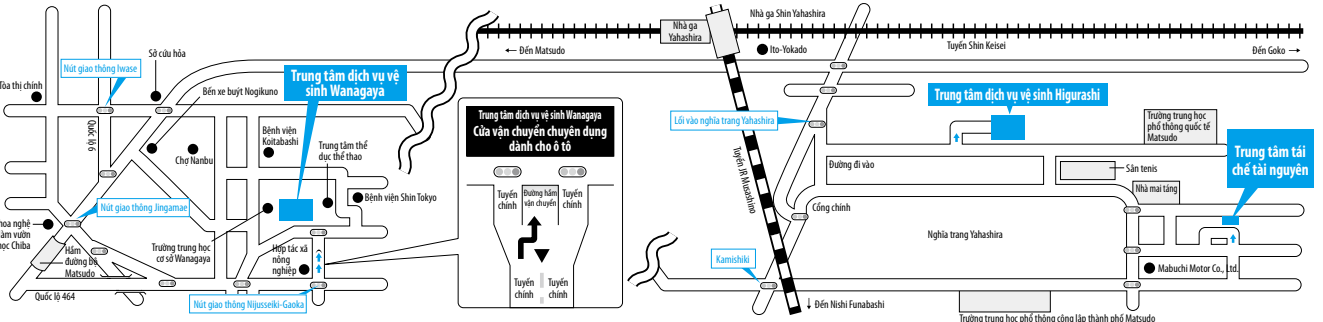 Sở cứu hỏa
Nút giao thông Iwase
Tòa thị chính
Bến xe buýt Nogikuno
Trung tâm dịch vụ vệ
sinh Wanagaya
Quốc lộ 6
Chợ Nanbu
Bệnh viện
Koitabashi
Trung tâm thể
dục thể thao
Bệnh viện Shin Tokyo
Nút giao thông Jingamae
hoa nghệ
làm vườn
học Chiba
Hầm
đường bộ
Matsudo
Quốc lộ 464
Trường trung học
cơ sở Wanagaya
Hợp tác xã
nông
nghiệp
Nút giao thông Nijusseiki-Gaoka
Trung tâm dịch vụ vệ sinh Wanagaya
Cửa vận chuyển chuyên dụng
dành cho ô tô
Tuyến
chính
Đường hầm
vận chuyển
Tuyến
chính
Tuyến
chính
Tuyến
chính
Nhà ga
Yahashira
Nhà ga Shin Yahashira
← Đến Matsudo
Ito-Yokado
Tuyến Shin Keisei
Đến Goko →
Lối vào nghĩa trang Yahashira
Trung tâm dịch vụ vệ sinh Higurashi
Trường trung học
phổ thông quốc tế
Matsudo
Trung tâm tái
chế tài nguyên
Tuyến JR Musashino
Đường đi vào
Sân tenis
Nhà mai táng
Cổng chính
Nghĩa trang Yahashira
Kamishiki
Mabuchi Motor Co., Ltd.
↓ Đến Nishi Funabashi
Trường trung học phổ thông công lập thành phố Matsudo